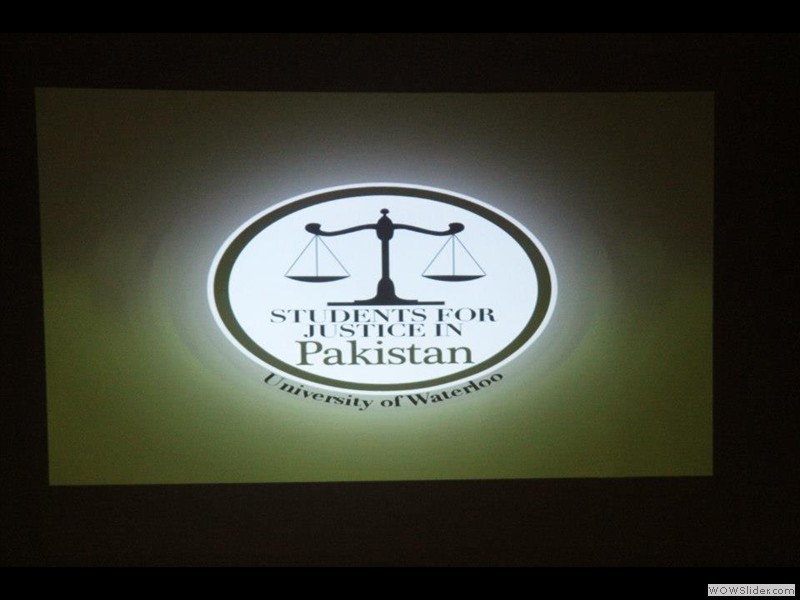 STUDENTS FOR
JUSTICE IN
Pakistan
University of Waterloo
WOWSlider.com